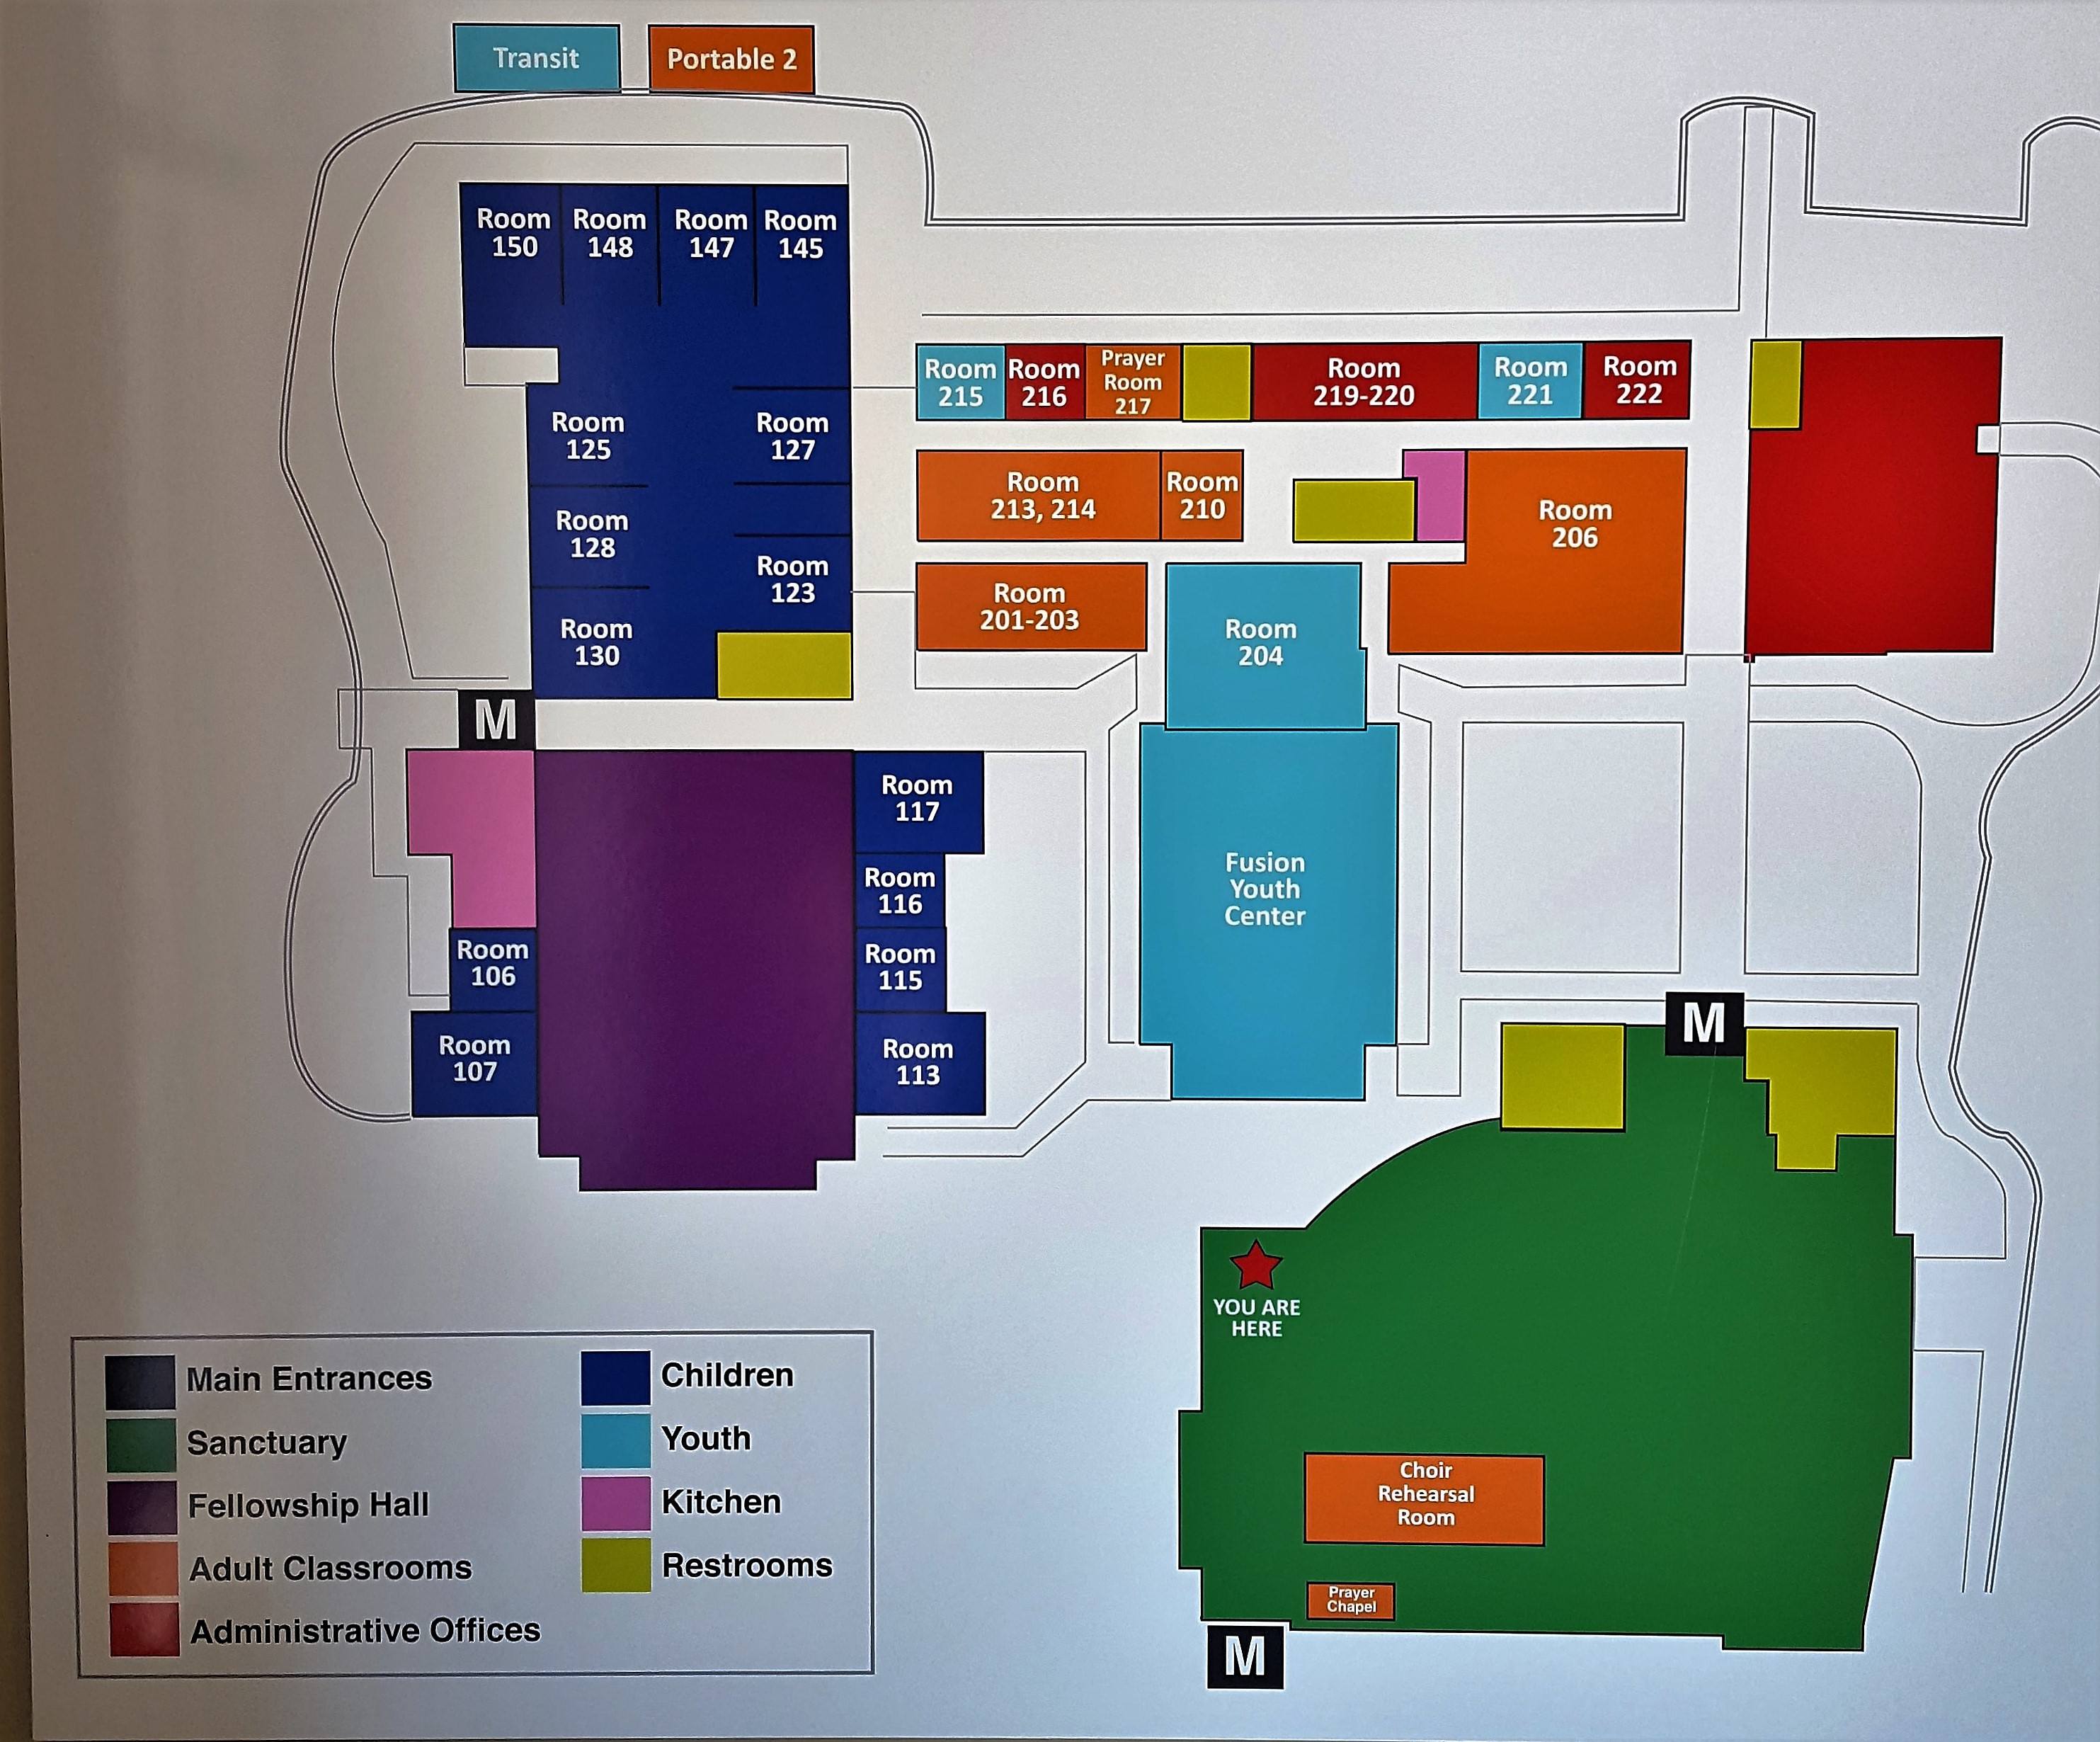 Transit
Portable 2
Room
150
Room
148
Room
147
Room
145
Room
215
Room
216
Prayer
Room
217
Room
219-220
Room
221
Room
222
Room
125
Room
127
Room
213, 214
Room
210
Room
206
Room
128
Room
123
Room
201-203
Room
204
Room
130
M
Room
117
Room
116
Room
115
Room
113
Room
106
Room
107
Fusion
Youth
Center
M
YOU ARE
HERE
Choir
Rehearsal
Room
Prayer
Chapel
M
Main Entrances
Sanctuary
Fellowship Hall
Adult Classrooms
Administrative Offices
Children
Youth
Kitchen
Restrooms